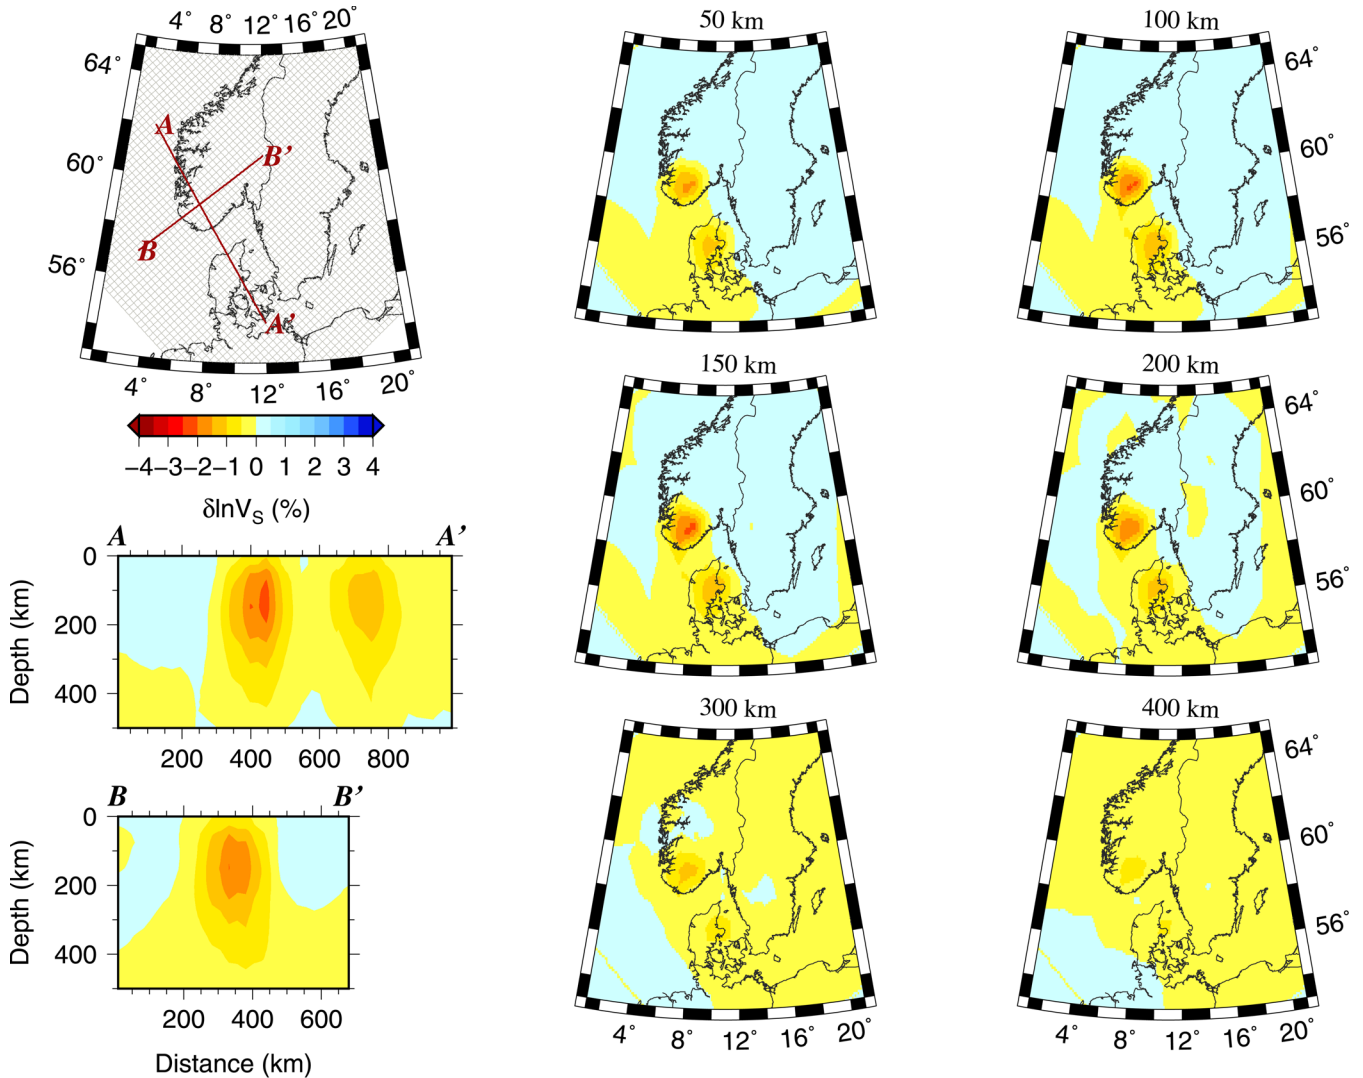 4° 8° 12° 16° 20°
64°
60°
56°
A
B'
B
A'
4° 8° 12° 16° 20°
−4 −3 −2 −1 0 1 2 3 4
δlnVS (%)
A A'
0
200
400
Depth (km)
200 400 600 800
B B'
0
200
400
Depth (km)
200 400 600
Distance (km)
50 km
100 km
64°
60°
56°
150 km
200 km
64°
60°
56°
300 km
400 km
64°
60°
56°
4° 8° 12° 16° 20°
4° 8° 12° 16° 20°